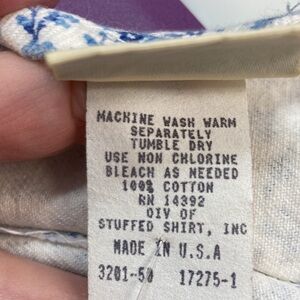 MACHINE WASH WARM
SEPARATELY
TUMBLE DRY
USE NON CHLORINE
BLEACH AS NEEDED
100% COTTON
RN 14392
DIV OF
STUFFED SHIRT, INC
MADE IN U.S.A
3201-50 17275-1